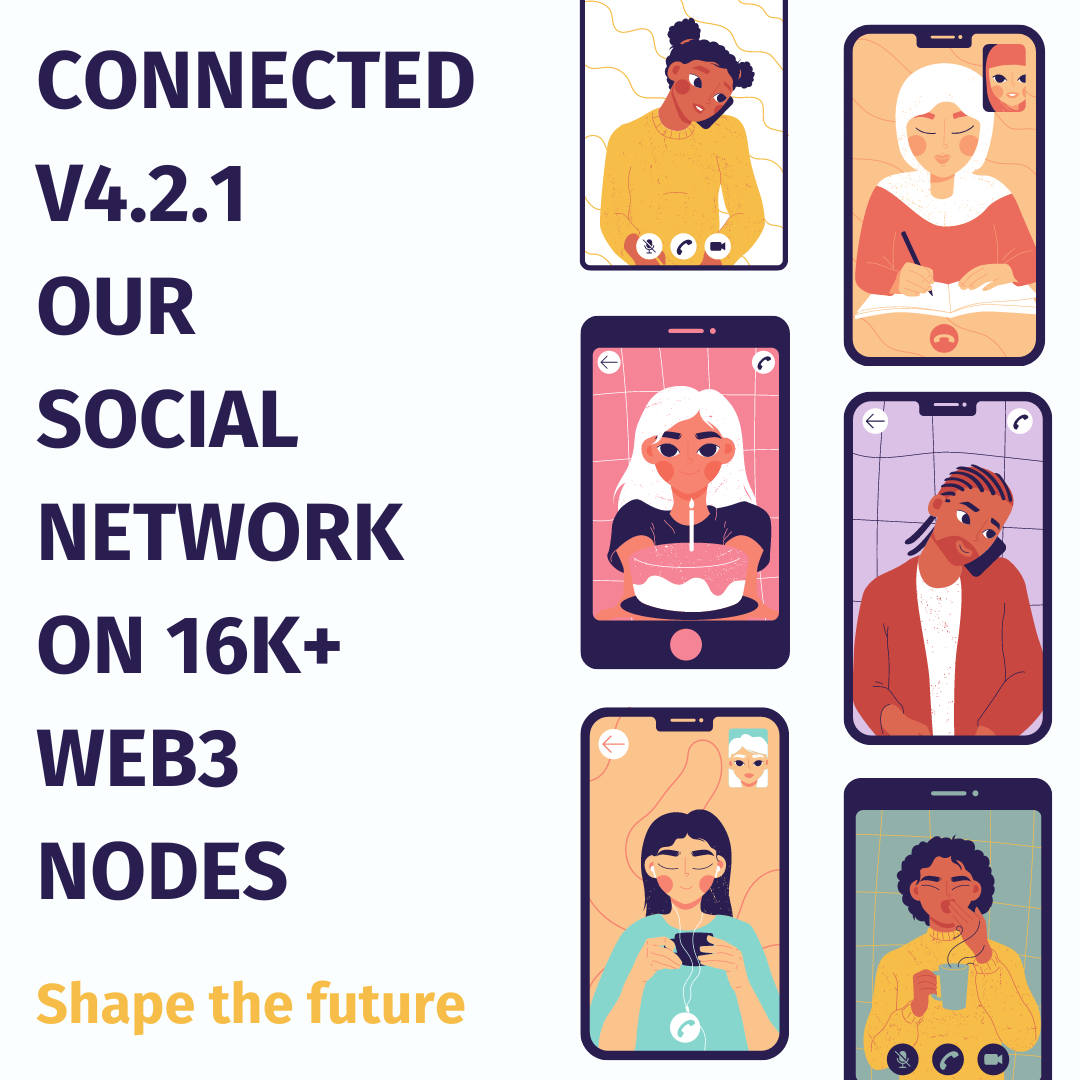 CONNECTED
V4.2.1
OUR
SOCIAL
NETWORK
ON 16K+
WEB3
NODES
Shape the future